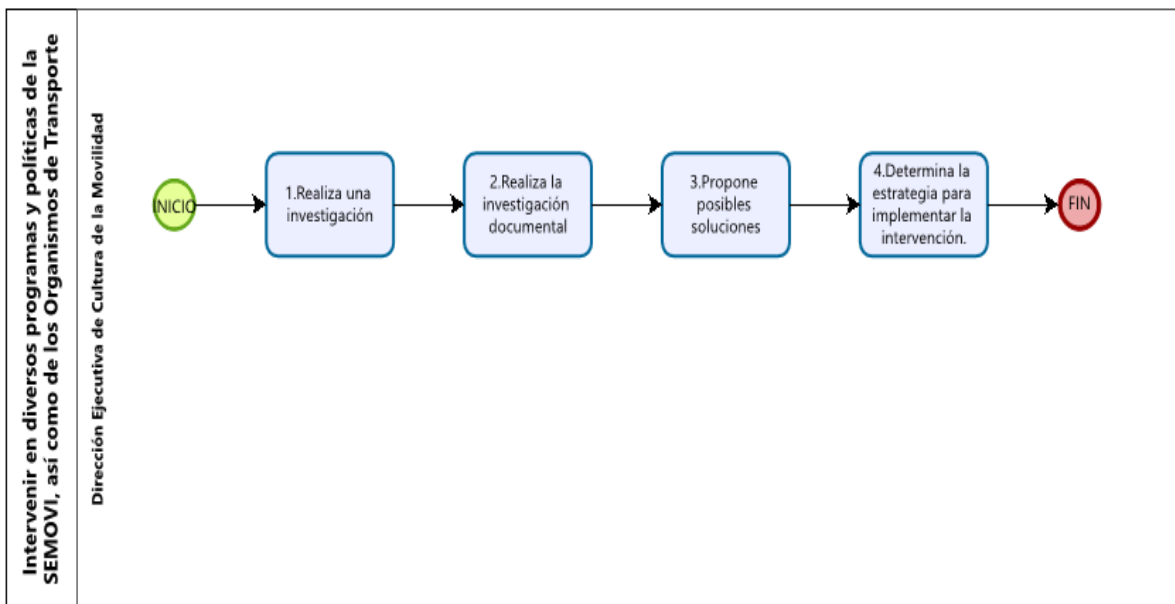 Intervenir en diversos programas y políticas de la
SEMOVI, así como de los Organismos de Transporte
Dirección Ejecutiva de Cultura de la Movilidad
INICIO
1.Realiza una
investigación
2.Realiza la
investigación
documental
3.Propone
posibles
soluciones
4.Determina la
estrategia para
implementar la
intervención.
FIN